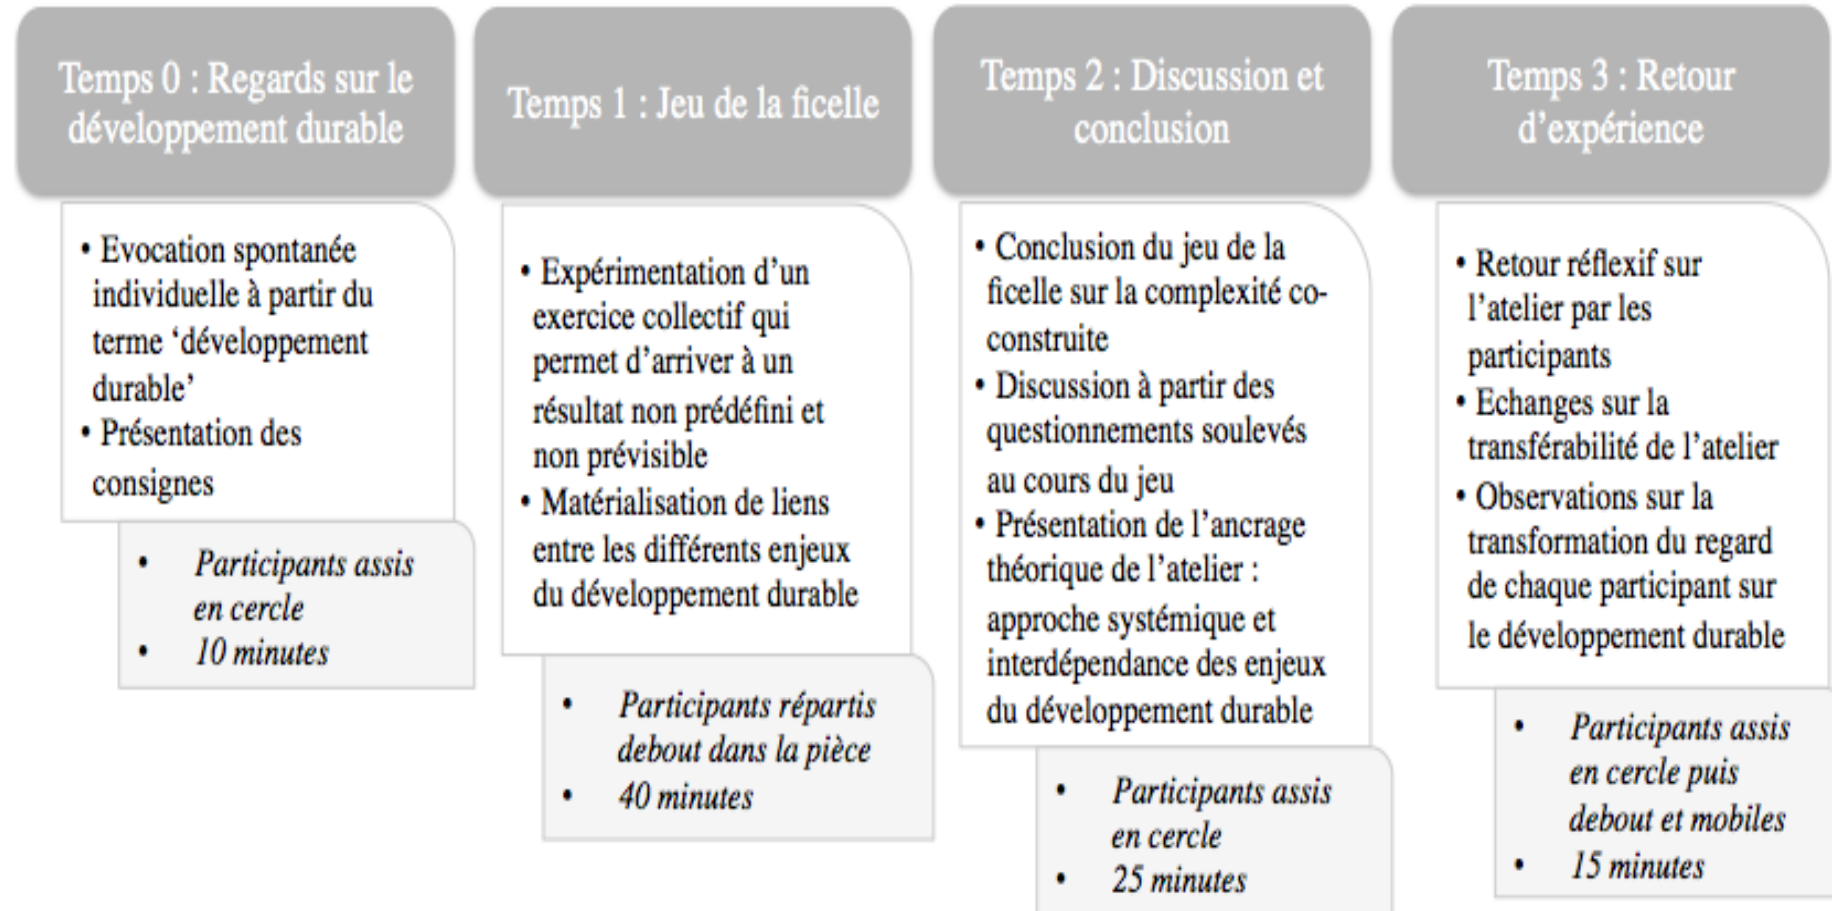 Temps 0 : Regards sur le
développement durable
• Evocation spontanée
individuelle à partir du
terme ‘développement
durable’
• Présentation des
consignes
• Participants assis
en cercle
• 10 minutes
Temps 1 : Jeu de la ficelle
• Expérimentation d’un
exercice collectif qui
permet d’arriver à un
résultat non prédéfini et
non prévisible
• Matérialisation de liens
entre les différents enjeux
du développement durable
• Participants répartis
debout dans la pièce
• 40 minutes
Temps 2 : Discussion et
conclusion
• Conclusion du jeu de la
ficelle sur la complexité co-
construite
• Discussion à partir des
questionnements soulevés
au cours du jeu
• Présentation de l’ancrage
théorique de l’atelier :
approche systémique et
interdépendance des enjeux
du développement durable
• Participants assis
en cercle
• 25 minutes
Temps 3 : Retour
d’expérience
• Retour réflexif sur
l’atelier par les
participants
• Echanges sur la
transférabilité de l’atelier
• Observations sur la
transformation du regard
de chaque participant sur
le développement durable
• Participants assis
en cercle puis
debout et mobiles
• 15 minutes